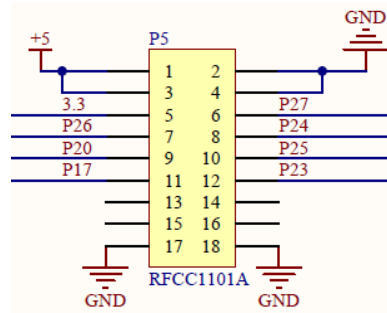 GND
+5 P5
1 2
3 4
3.3 5 6 P27
P26 7 8 P24
P20 9 10 P25
P17 11 12 P23
13 14
15 16
17 18
GND RFCC1101A GND